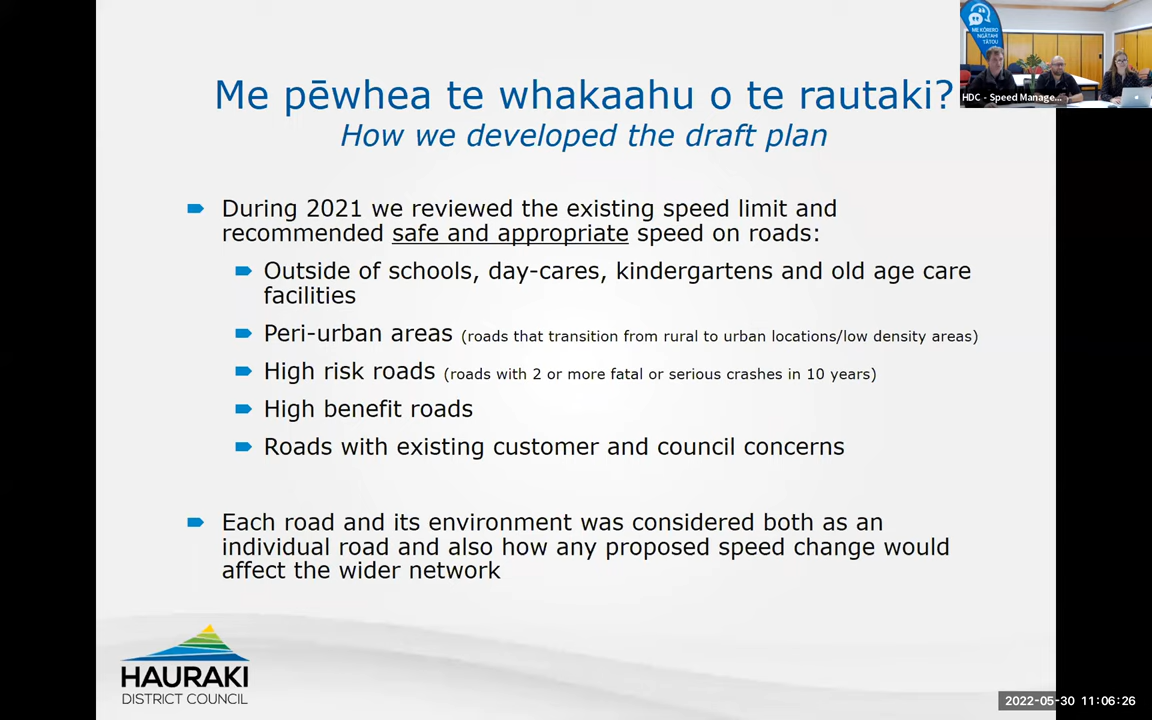 Me pēwhea te whakaahu o te rautaki?
How we developed the draft plan
During 2021 we reviewed the existing speed limit and
recommended safe and appropriate speed on roads:
Outside of schools, day-cares, kindergartens and old age care
facilities
Peri-urban areas (roads that transition from rural to urban locations/low density areas)
High risk roads (roads with 2 or more fatal or serious crashes in 10 years)
High benefit roads
Roads with existing customer and council concerns
Each road and its environment was considered both as an
individual road and also how any proposed speed change would
affect the wider network
HAURAKI
DISTRICT COUNCIL
ME KŌRERO
NGĀTAHI
TĀTOU
HDC - Speed Manage...
2022-05-30 11:06:26